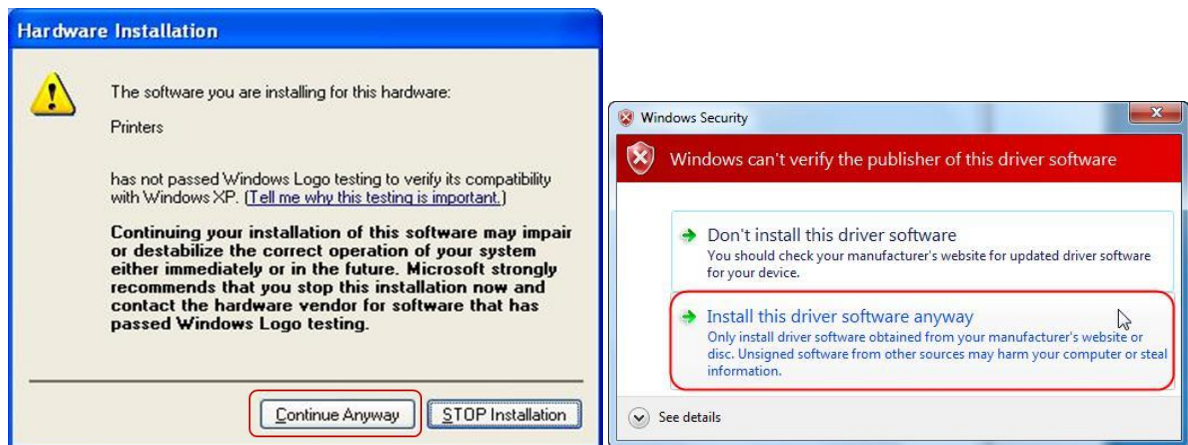 Hardware Installation
The software you are installing for this hardware:
Printers
has not passed Windows Logo testing to verify its compatibility
with Windows XP. (Tell me why this testing is important.)
Continuing your installation of this software may impair
or destabilize the correct operation of your system
either immediately or in the future. Microsoft strongly
recommends that you stop this installation now and
contact the hardware vendor for software that has
passed Windows Logo testing.
Continue Anyway
STOP Installation
Windows Security
Windows can't verify the publisher of this driver software
Don't install this driver software
You should check your manufacturer's website for updated driver software
for your device.
Install this driver software anyway
Only install driver software obtained from your manufacturer's website or
disc. Unsigned software from other sources may harm your computer or steal
information.
See details